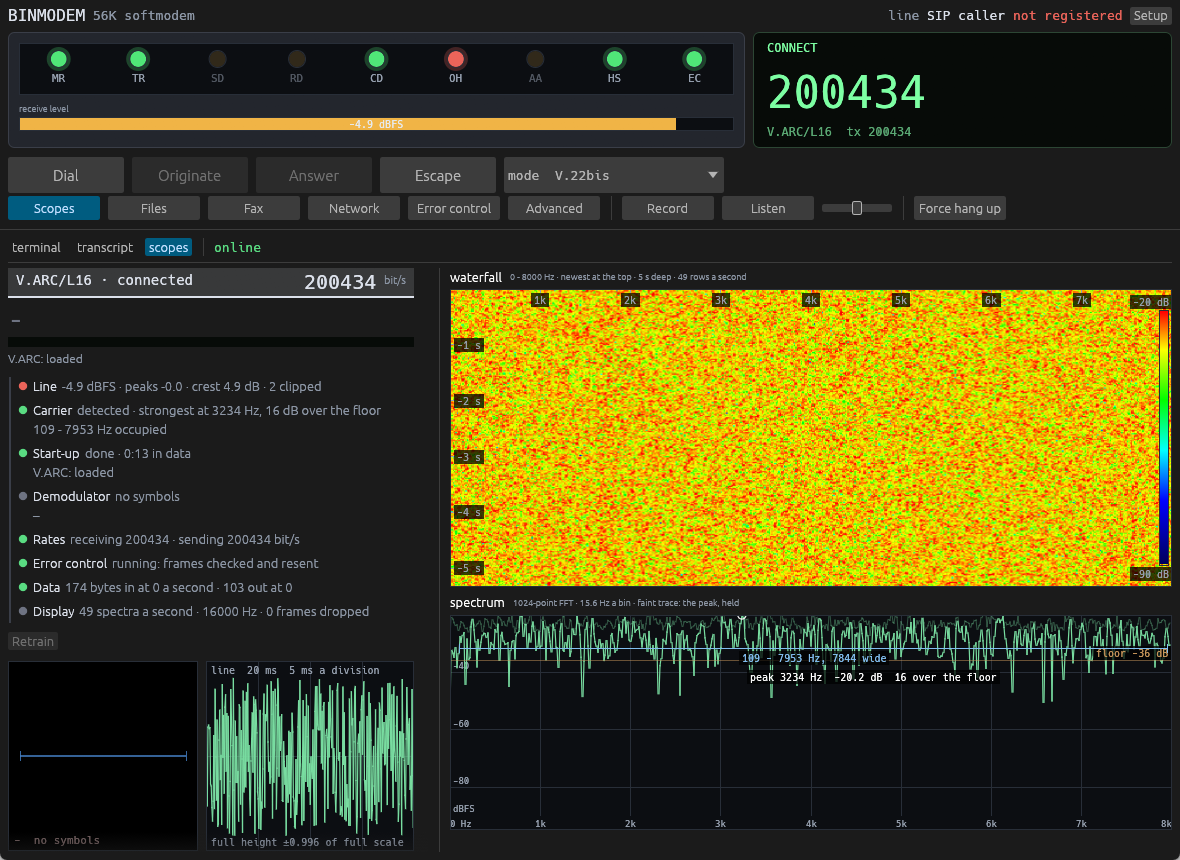 BINMODEM 56K softmodem
line SIP caller not registered Setup
MR TR SD RD CD OH AA HS EC
receive level
-4.9 dBFS
CONNECT
200434
V.ARC/L16 tx 200434
Dial Originate Answer Escape mode V.22bis
Scopes Files Fax Network Error control Advanced Record Listen Force hang up
terminal transcript scopes online
V.ARC/L16 · connected 200434 bit/s
–
V.ARC: loaded
Line -4.9 dBFS · peaks -0.0 · crest 4.9 dB · 2 clipped
Carrier detected · strongest at 3234 Hz, 16 dB over the floor
109 - 7953 Hz occupied
Start-up done · 0:13 in data
V.ARC: loaded
Demodulator no symbols
–
Rates receiving 200434 · sending 200434 bit/s
Error control running: frames checked and resent
Data 174 bytes in at 0 a second · 103 out at 0
Display 49 spectra a second · 16000 Hz · 0 frames dropped
Retrain
– no symbols
line 20 ms 5 ms a division
full height ±0.996 of full scale
waterfall 0 - 8000 Hz · newest at the top · 5 s deep · 49 rows a second
1k 2k 3k 4k 5k 6k 7k -20 dB
-1 s
-2 s
-3 s
-4 s
-5 s
-90 dB
spectrum 1024-point FFT · 15.6 Hz a bin · faint trace: the peak, held
109 - 7953 Hz, 7844 wide
floor -36 dB
-40
peak 3234 Hz -20.2 dB 16 over the floor
-60
-80
dBFS
0 Hz 1k 2k 3k 4k 5k 6k 7k 8k